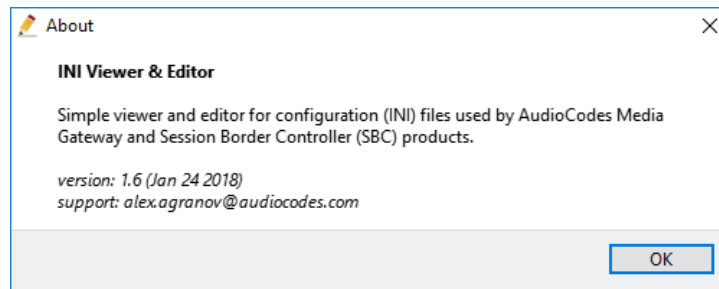 About
INI Viewer & Editor
Simple viewer and editor for configuration (INI) files used by AudioCodes Media
Gateway and Session Border Controller (SBC) products.
version: 1.6 (Jan 24 2018)
support: alex.agranov@audiocodes.com
OK